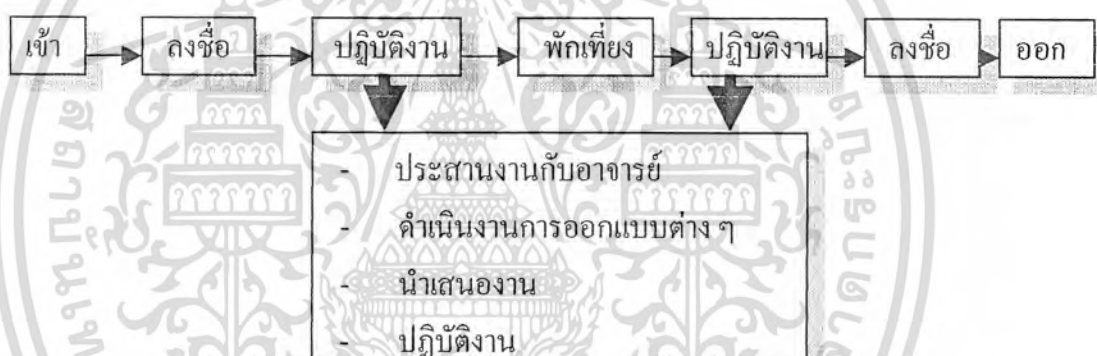 เข้า ลงชื่อ ปฏิบัติงาน พักเที่ยง ปฏิบัติงาน ลงชื่อ ออก
- ประสานงานกับอาจารย์
- ดำเนินงานการออกแบบต่าง ๆ
- นำเสนองาน
- ปฏิบัติงาน